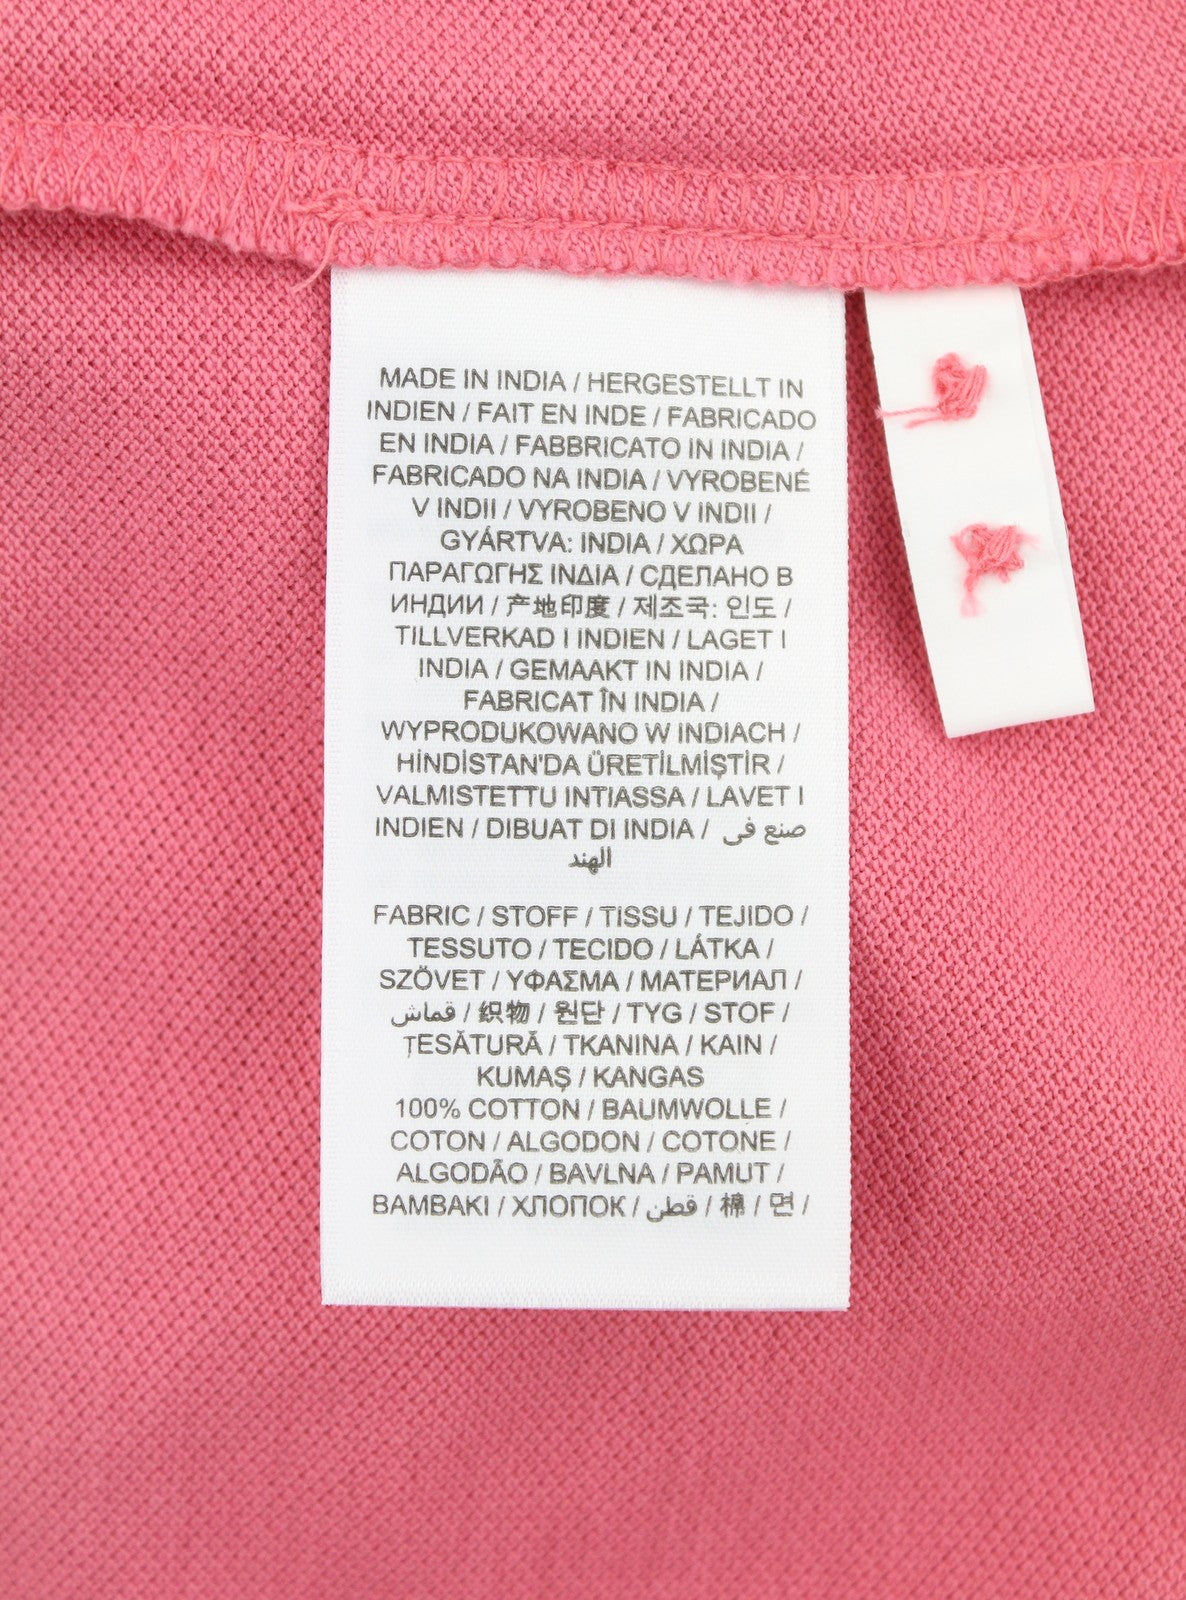 MADE IN INDIA / HERGESTELLT IN
INDIEN / FAIT EN INDE / FABRICADO
EN INDIA / FABBRICATO IN INDIA /
FABRICADO NA INDIA / VYROBENÉ
V INDII / VYROBENO V INDII /
GYÁRTVA: INDIA / ΧΩΡΑ
ΠΑΡΑΓΩΓΗΣ ΙΝΔΙΑ / СДЕЛАНО В
ИНДИИ / 产地印度 / 제조국: 인도 /
TILLVERKAD I INDIEN / LAGET I
INDIA / GEMAAKT IN INDIA /
FABRICAT ÎN INDIA /
WYPRODUKOWANO W INDIACH /
HİNDİSTAN'DA ÜRETİLMİŞTİR /
VALMISTETTU INTIASSA / LAVET I
INDIEN / DIBUAT DI INDIA / صنع في
الهند
FABRIC / STOFF / TISSU / TEJIDO /
TESSUTO / TECIDO / LÁTKA /
SZÖVET / ΥΦΑΣΜΑ / МАТЕРИАЛ /
قماش / 织物 / 원단 / TYG / STOF /
ȚESĂTURĂ / TKANINA / KAIN /
KUMAŞ / KANGAS
100% COTTON / BAUMWOLLE /
COTON / ALGODON / COTONE /
ALGODÃO / BAVLNA / PAMUT /
BAMBAKI / ХЛОПОК / قطن / 棉 / 면 /